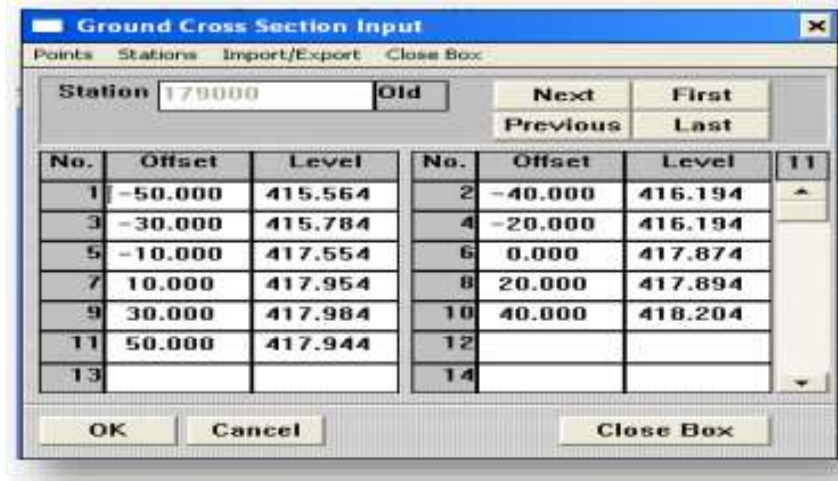 Ground Cross Section Input
Points Stations Import/Export Close Box
Station 179000 Old Next First
Previous Last
No. Offset Level No. Offset Level 11
1 -50.000 415.564 2 -40.000 416.194
3 -30.000 415.784 4 -20.000 416.194
5 -10.000 417.554 6 0.000 417.874
7 10.000 417.954 8 20.000 417.894
9 30.000 417.984 10 40.000 418.204
11 50.000 417.944 12
13 14
OK Cancel Close Box